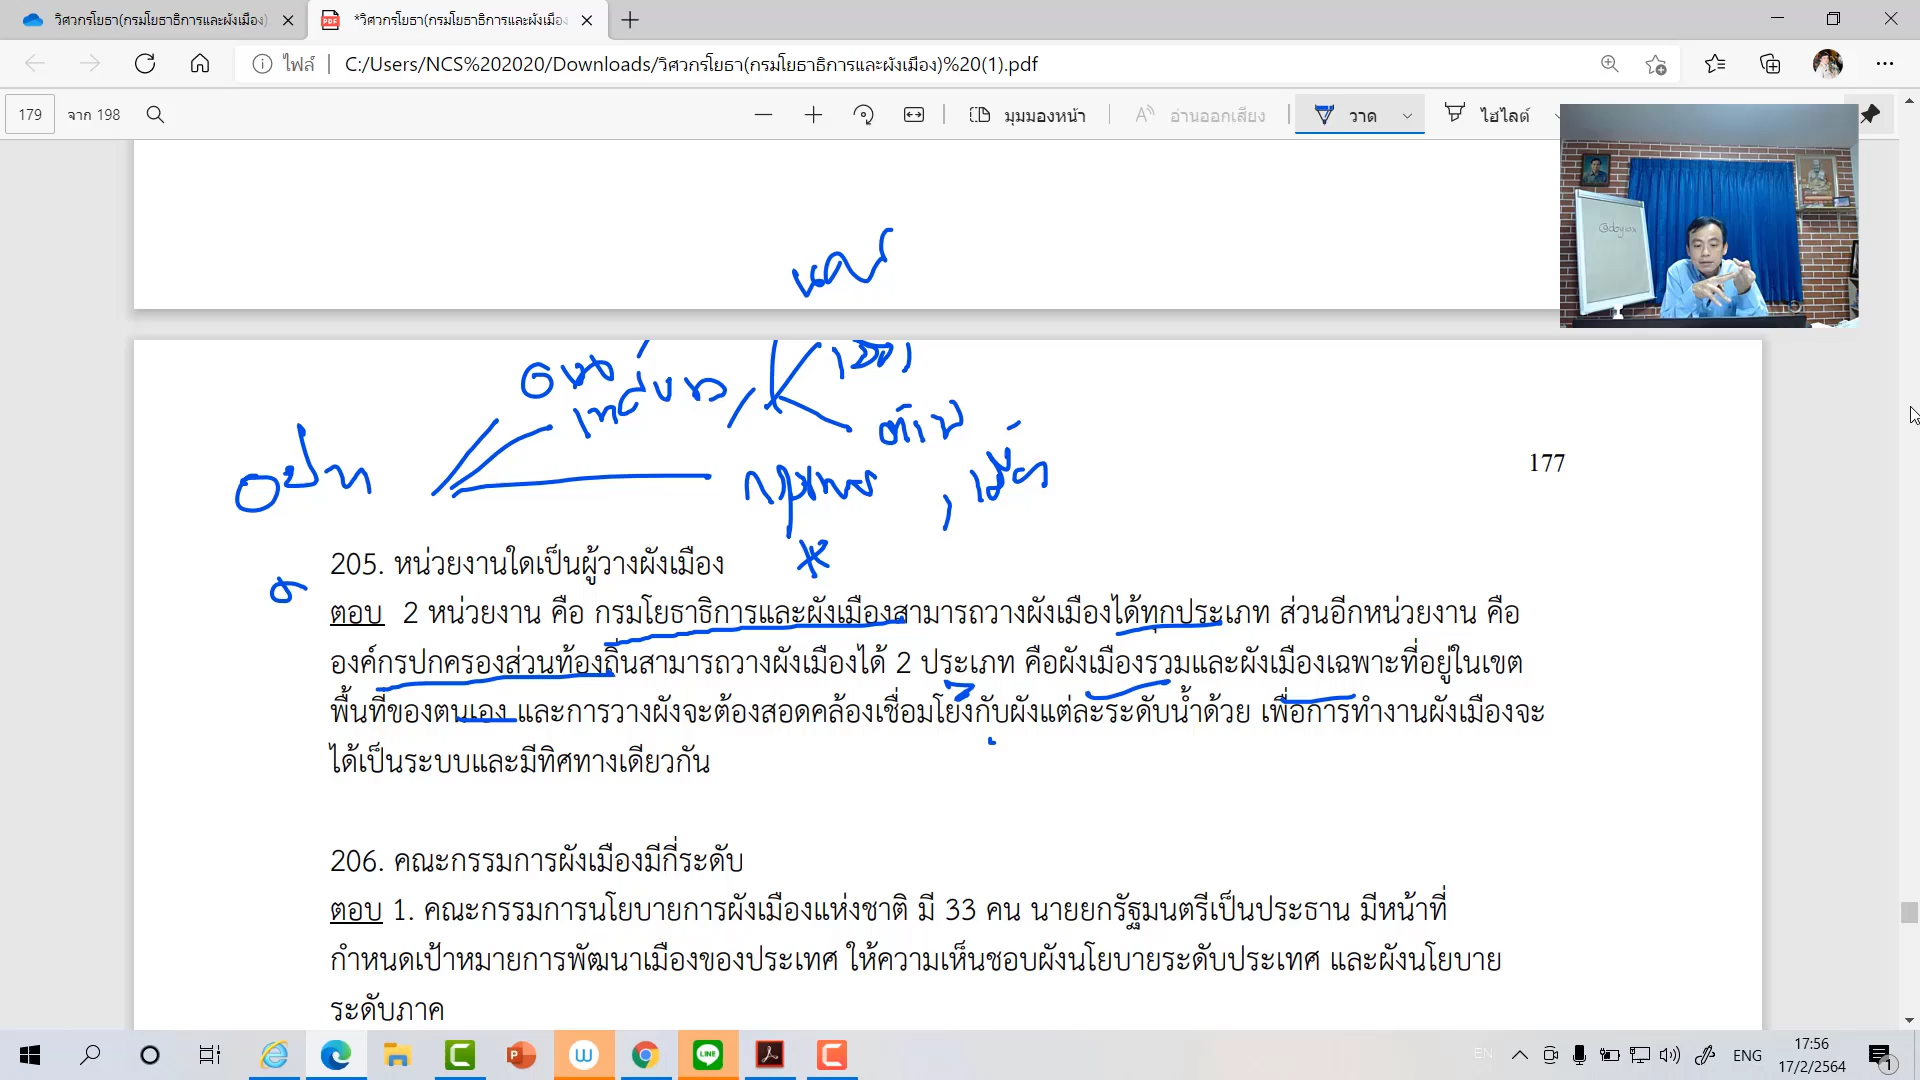 วิศวกรโยธา(กรมโยธาธิการและผังเมือง)
*วิศวกรโยธา(กรมโยธาธิการและผังเมือง
ไฟล์ C:/Users/NCS%202020/Downloads/วิศวกรโยธา(กรมโยธาธิการและผังเมือง)%20(1).pdf
179 จาก 198 มุมมองหน้า อ่านออกเสียง วาด ไฮไลต์
อบจ
เทศบาล
อปท
กรุงเทพ , เมือง
177
205. หน่วยงานใดเป็นผู้วางผังเมือง
ตอบ 2 หน่วยงาน คือ กรมโยธาธิการและผังเมืองสามารถวางผังเมืองได้ทุกประเภท ส่วนอีกหน่วยงาน คือ
องค์กรปกครองส่วนท้องถิ่นสามารถวางผังเมืองได้ 2 ประเภท คือผังเมืองรวมและผังเมืองเฉพาะที่อยู่ในเขต
พื้นที่ของตนเอง และการวางผังจะต้องสอดคล้องเชื่อมโยงกับผังแต่ละระดับน้ำด้วย เพื่อการทำงานผังเมืองจะ
ได้เป็นระบบและมีทิศทางเดียวกัน
206. คณะกรรมการผังเมืองมีกี่ระดับ
ตอบ 1. คณะกรรมการนโยบายการผังเมืองแห่งชาติ มี 33 คน นายยกรัฐมนตรีเป็นประธาน มีหน้าที่
กำหนดเป้าหมายการพัฒนาเมืองของประเทศ ให้ความเห็นชอบผังนโยบายระดับประเทศ และผังนโยบาย
ระดับภาค
EN ENG 17:56
17/2/2564